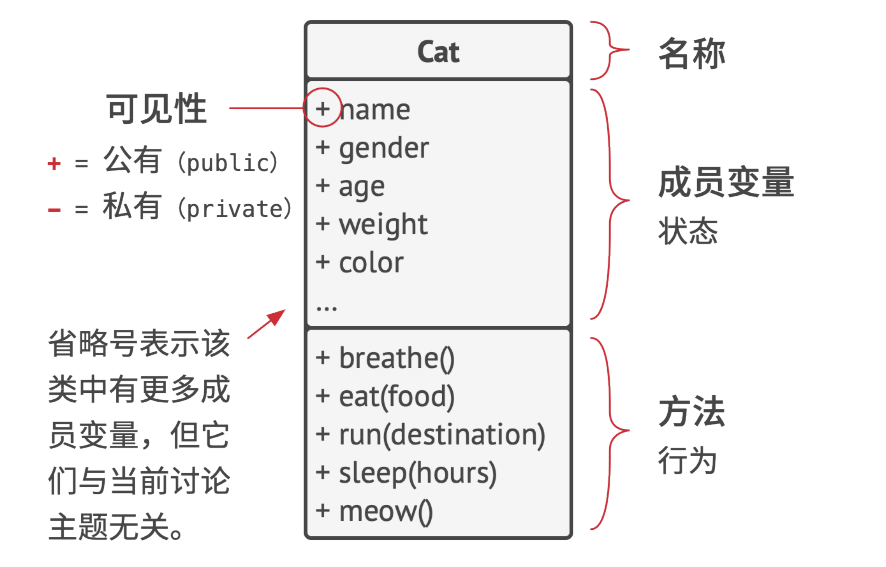 Cat
名称
可见性
+ = 公有（public）
− = 私有（private）
+ name
+ gender
+ age
+ weight
+ color
...
成员变量
状态
省略号表示该
类中有更多成
员变量，但它
们与当前讨论
主题无关。
+ breathe()
+ eat(food)
+ run(destination)
+ sleep(hours)
+ meow()
方法
行为